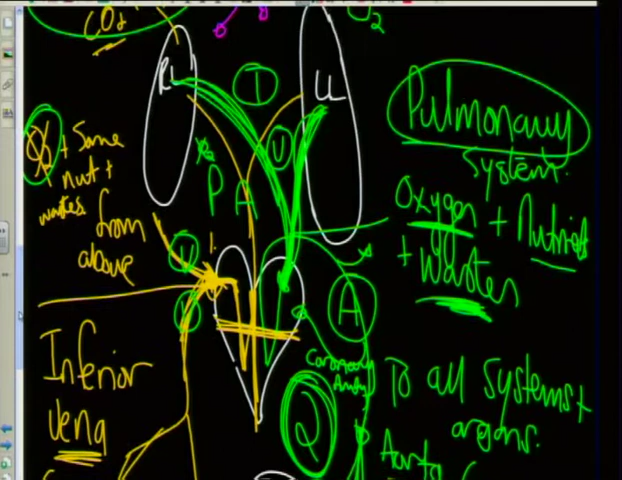 CO2
O2
RL
LL
I
U
Pulmonary
System.
+ Some
nut +
wastes
from
above
P
A
Oxygen + Nutrients
+ Wastes
V
V
A
Inferior
Vena
Coronary
Artery
Q
To all systems +
organs.
Aorta